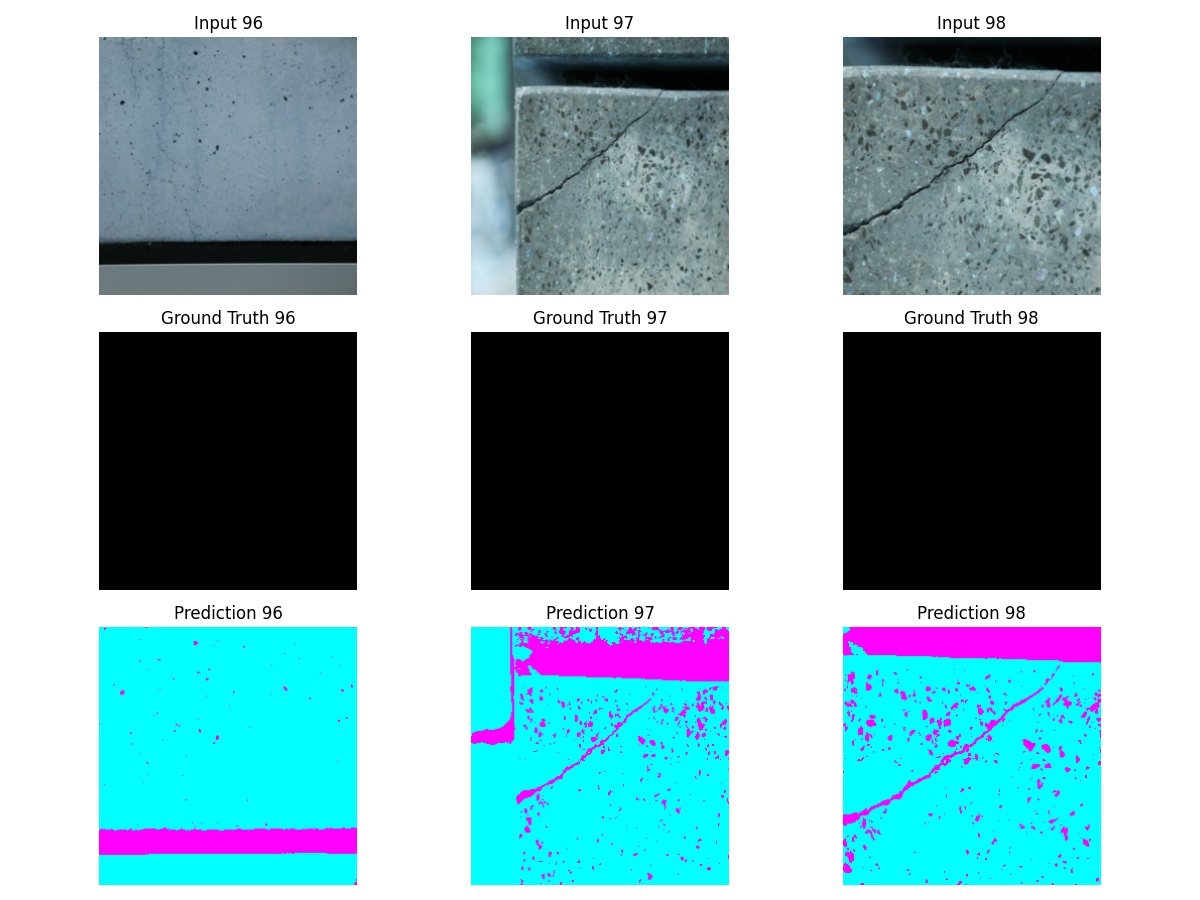 Input 96
Input 97
Input 98
Ground Truth 96
Ground Truth 97
Ground Truth 98
Prediction 96
Prediction 97
Prediction 98